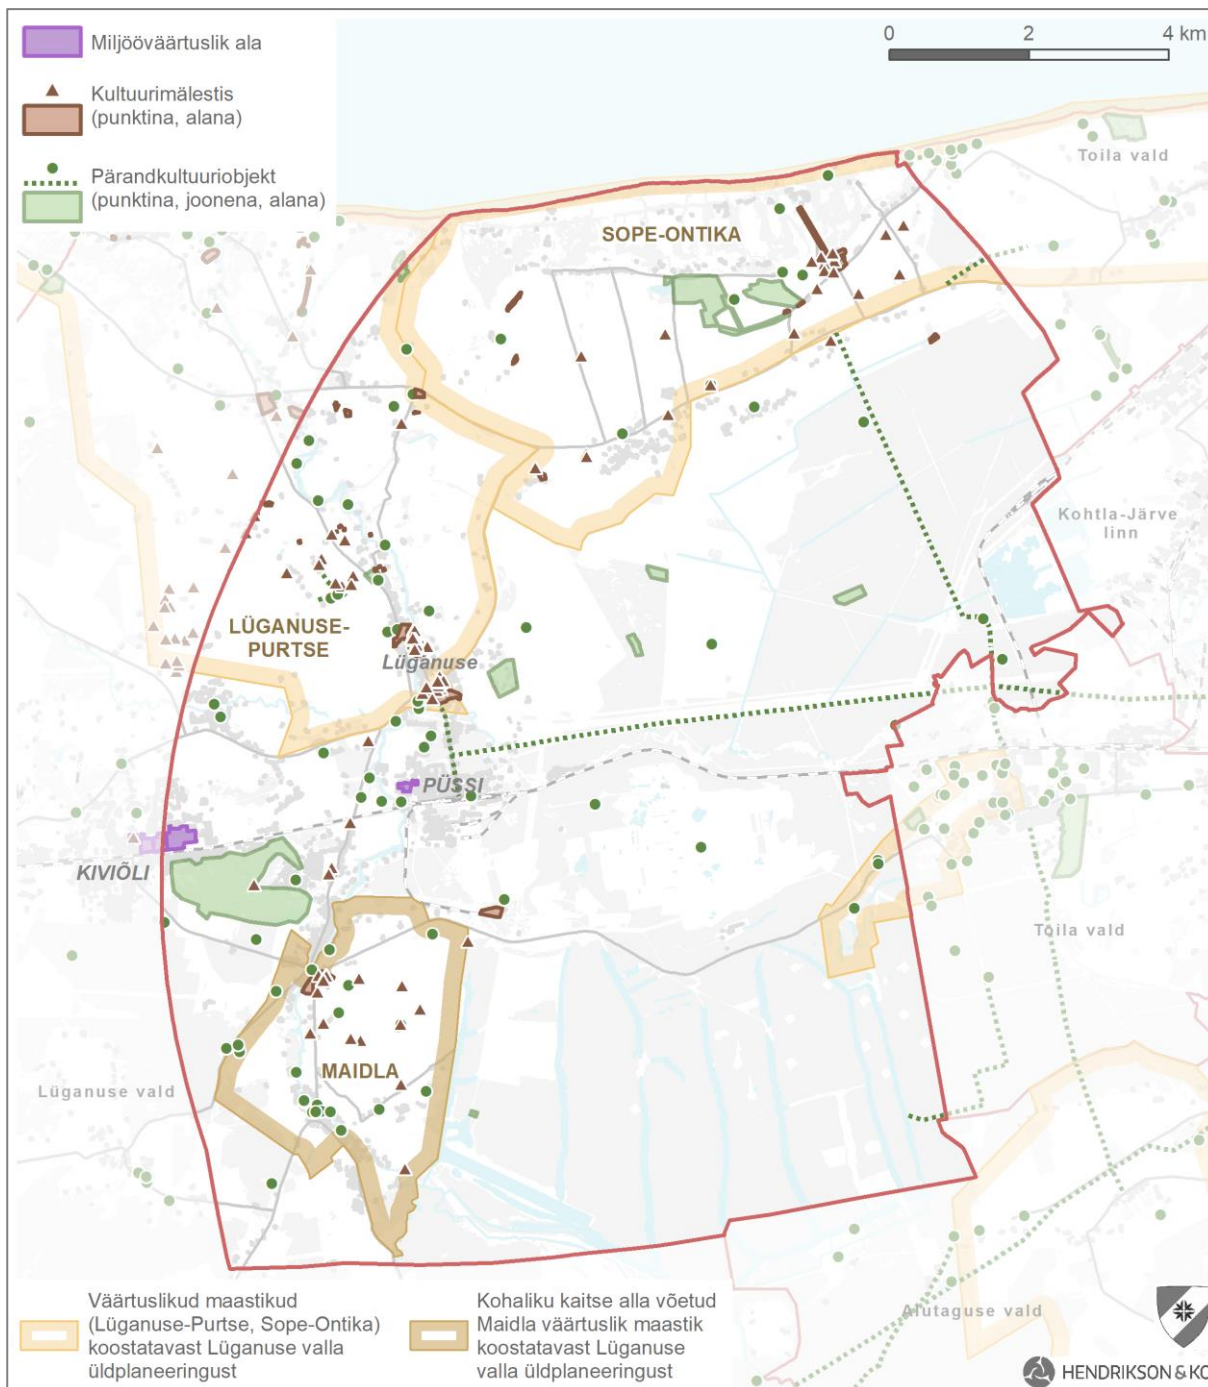 Miljööväärtuslik ala
Kultuurimälestis
(punktina, alana)
Pärandkultuuriobjekt
(punktina, joonena, alana)
0 2 4 km
Toila vald
SOPE-ONTIKA
Kohtla-Järve
linn
LÜGANUSE-
PURTSE
Lüganuse
PÜSSI
KIVIÕLI
Toila vald
MAIDLA
Lüganuse vald
Alutaguse vald
Väärtuslikud maastikud
(Lüganuse-Purtse, Sope-Ontika)
koostatavast Lüganuse valla
üldplaneeringust
Kohaliku kaitse alla võetud
Maidla väärtuslik maastik
koostatavast Lüganuse
valla üldplaneeringust
HENDRIKSON & KO